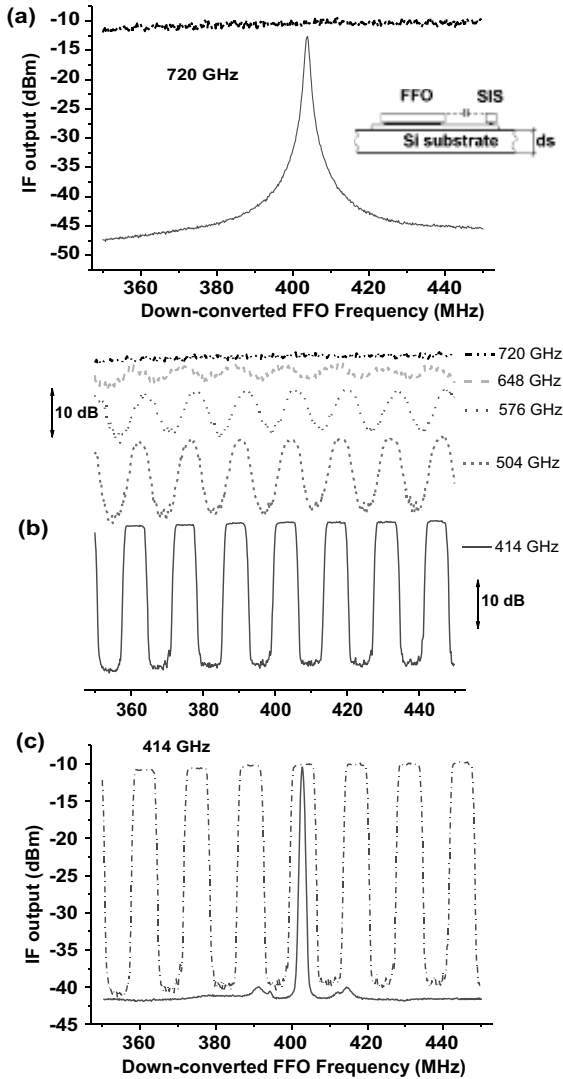 (a)
-10
-15
-20
-25
-30
-35
-40
-45
-50
IF output (dBm)
720 GHz
FFO
SIS
Si substrate
ds
360
380
400
420
440
Down-converted FFO Frequency (MHz)
720 GHz
648 GHz
576 GHz
504 GHz
10 dB
(b)
414 GHz
10 dB
360
380
400
420
440
(c)
414 GHz
-10
-15
-20
-25
-30
-35
-40
-45
IF output (dBm)
360
380
400
420
440
Down-converted FFO Frequency (MHz)